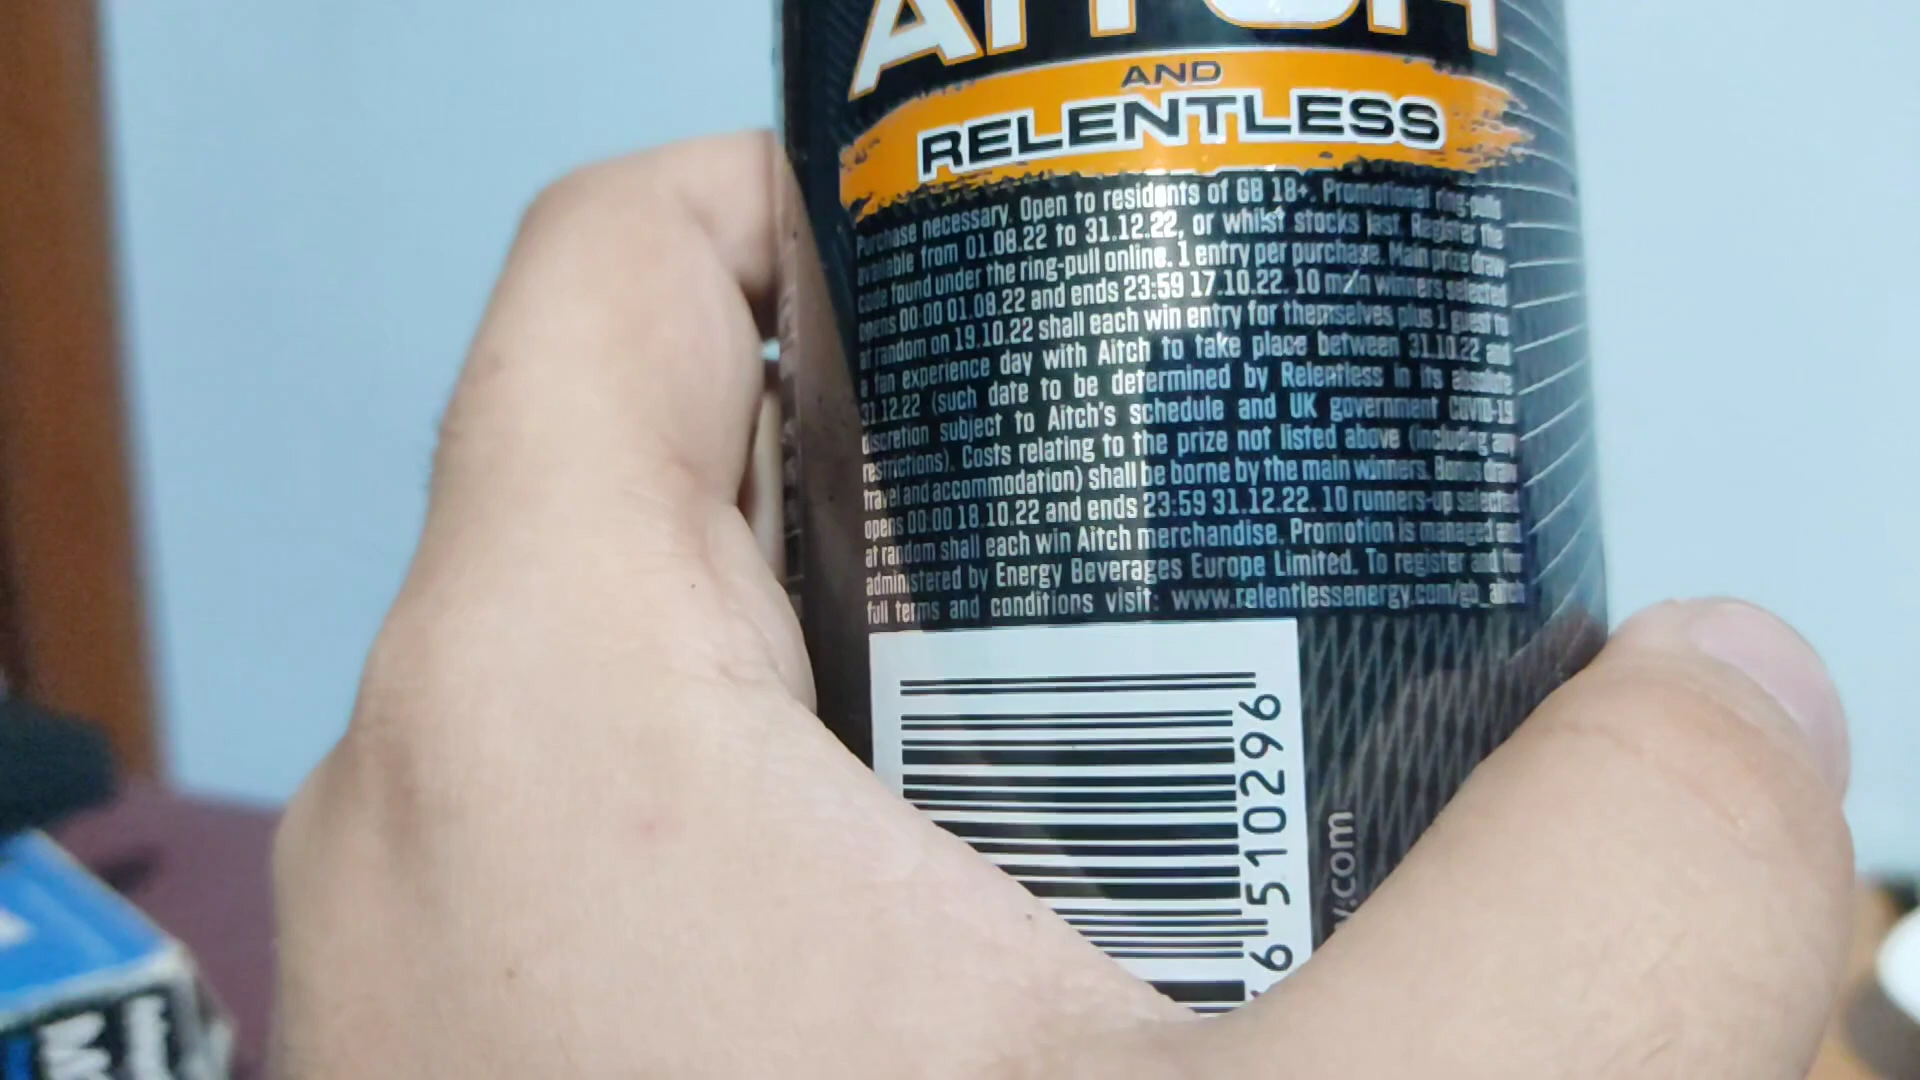 AITCH
AND
RELENTLESS
Purchase necessary. Open to residents of GB 18+. Promotional ring-pulls
available from 01.08.22 to 31.12.22, or whilst stocks last. Register the
code found under the ring-pull online. 1 entry per purchase. Main prize draw
opens 00:00 01.08.22 and ends 23:59 17.10.22. 10 main winners selected
at random on 19.10.22 shall each win entry for themselves plus 1 guest to
a fan experience day with Aitch to take place between 31.10.22 and
31.12.22 (such date to be determined by Relentless in its absolute
discretion subject to Aitch's schedule and UK government COVID-19
restrictions). Costs relating to the prize not listed above (including any
travel and accommodation) shall be borne by the main winners. Bonus draw
opens 00:00 18.10.22 and ends 23:59 31.12.22. 10 runners-up selected
at random shall each win Aitch merchandise. Promotion is managed and
administered by Energy Beverages Europe Limited. To register and for
full terms and conditions visit: www.relentlessenergy.com/gb_aitch
6 510296
y.com